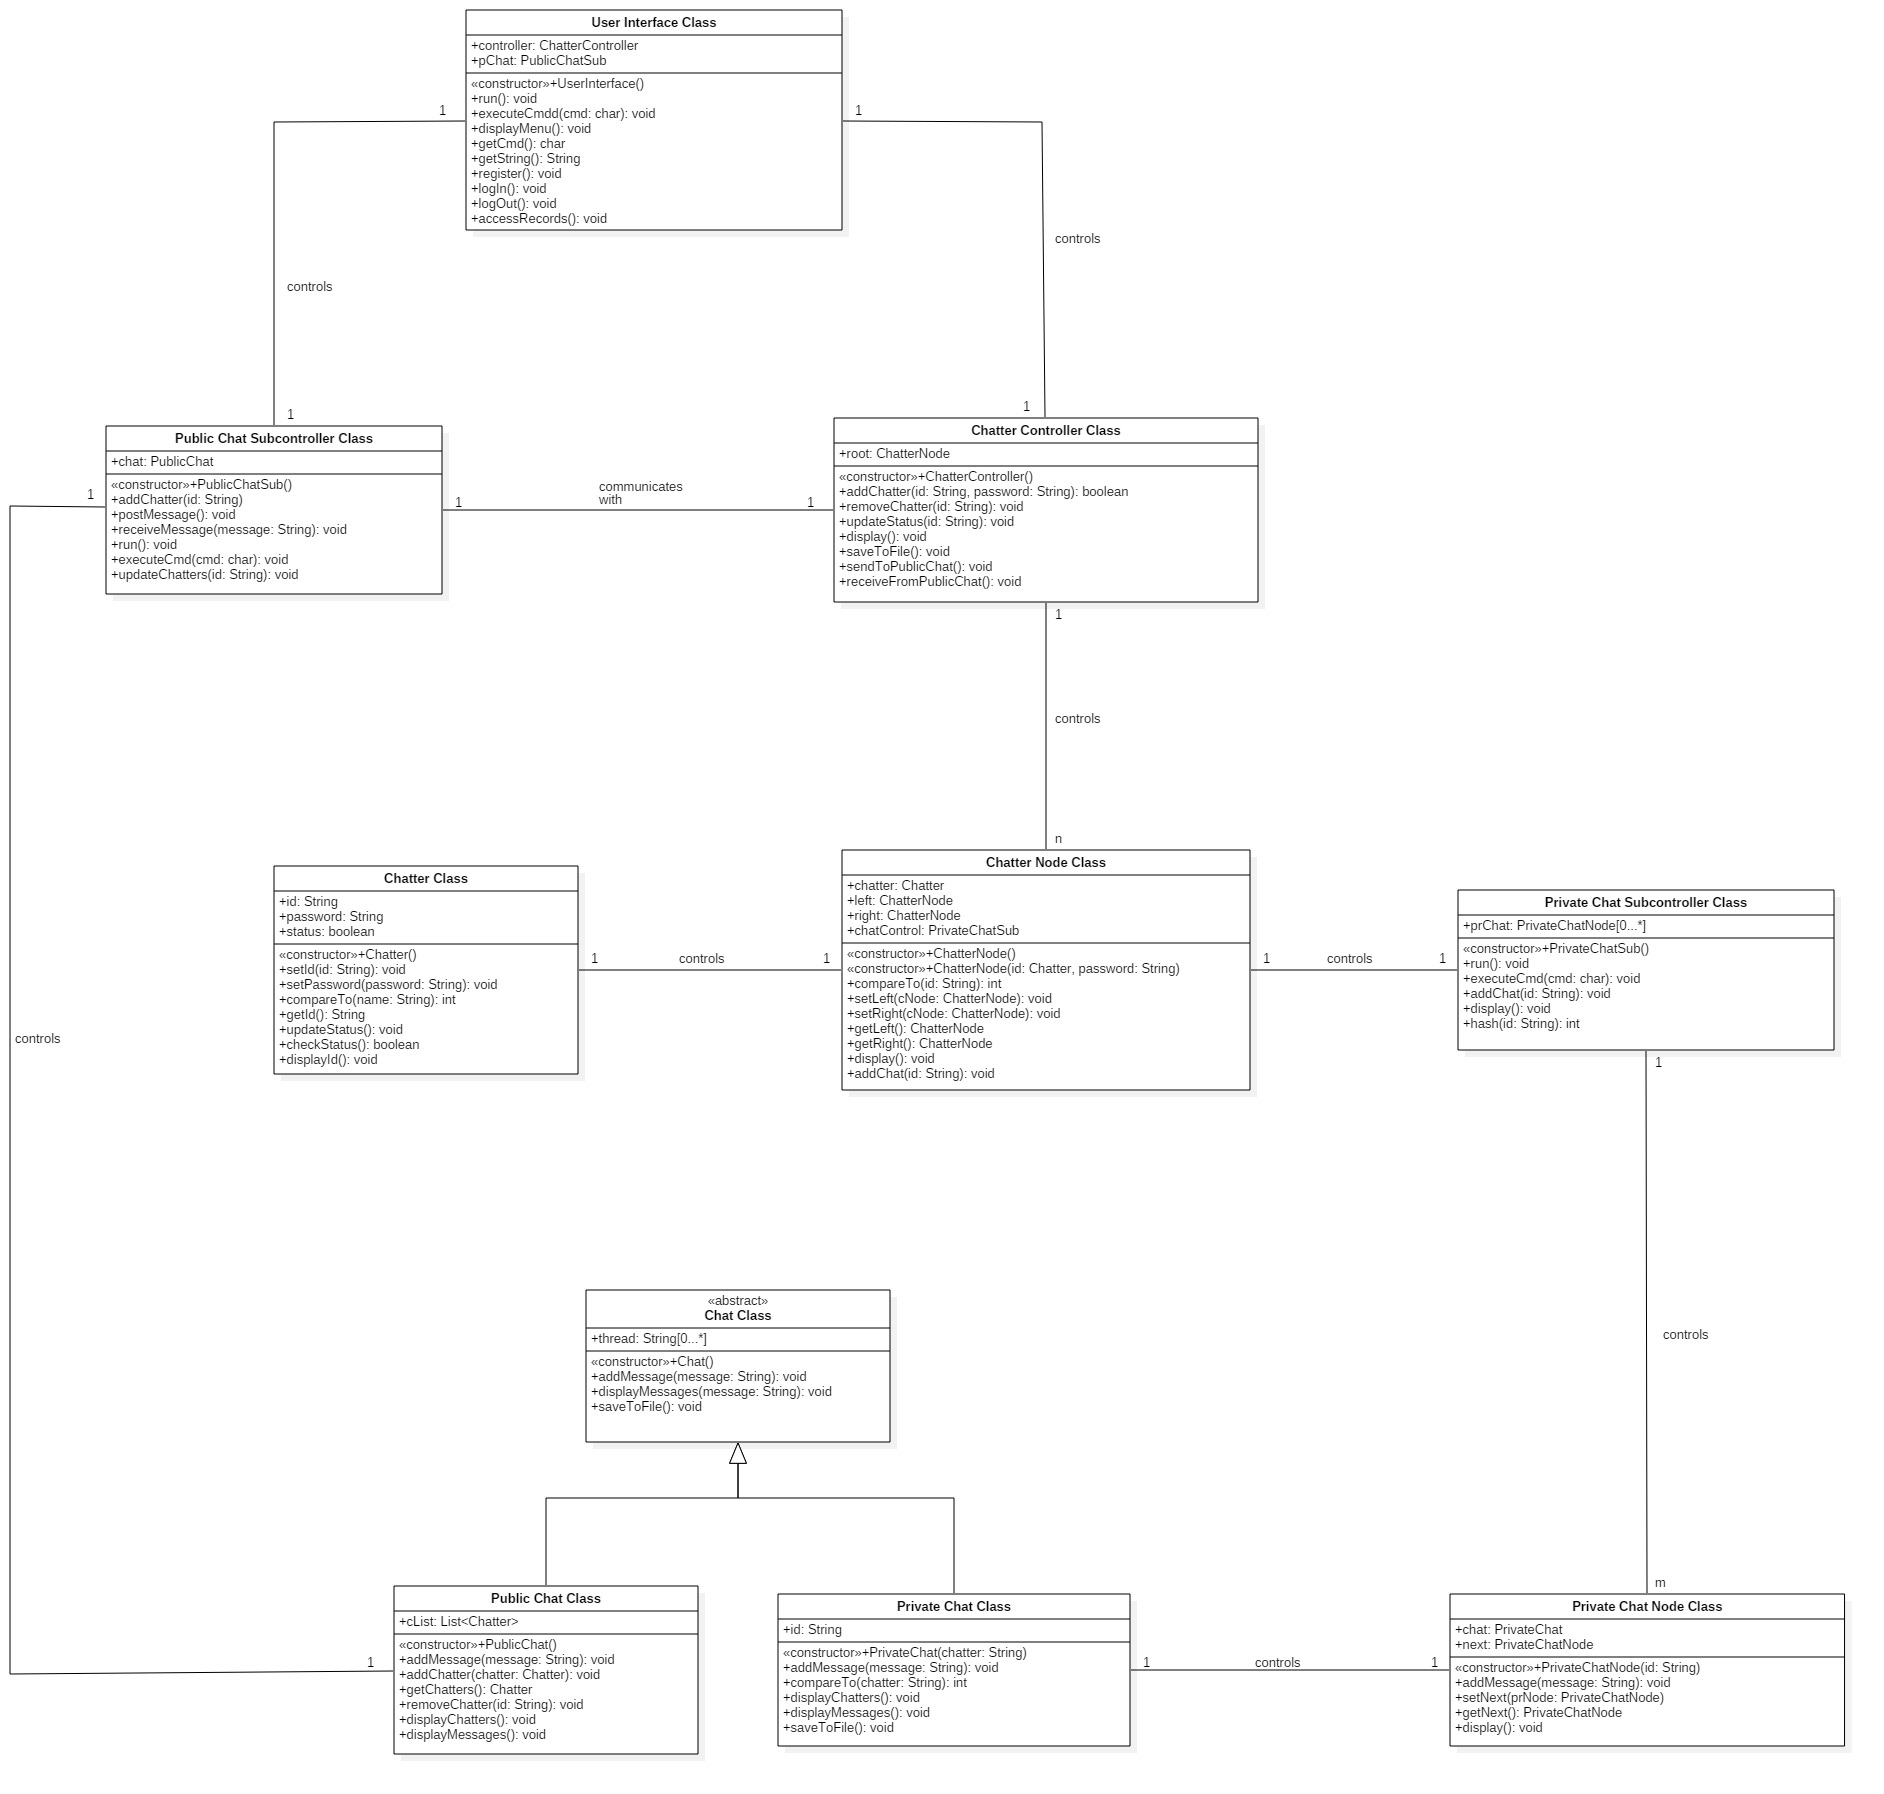 User Interface Class
+controller: ChatterController
+pChat: PublicChatSub
«constructor»+UserInterface()
+run(): void
+executeCmdd(cmd: char): void
+displayMenu(): void
+getCmd(): char
+getString(): String
+register(): void
+logIn(): void
+logOut(): void
+accessRecords(): void
1
1
controls
controls
1
1
Public Chat Subcontroller Class
+chat: PublicChat
«constructor»+PublicChatSub()
+addChatter(id: String)
+postMessage(): void
+receiveMessage(message: String): void
+run(): void
+executeCmd(cmd: char): void
+updateChatters(id: String): void
1
1
communicates
with
1
Chatter Controller Class
+root: ChatterNode
«constructor»+ChatterController()
+addChatter(id: String, password: String): boolean
+removeChatter(id: String): void
+updateStatus(id: String): void
+display(): void
+saveToFile(): void
+sendToPublicChat(): void
+receiveFromPublicChat(): void
1
controls
n
Chatter Class
+id: String
+password: String
+status: boolean
«constructor»+Chatter()
+setId(id: String): void
+setPassword(password: String): void
+compareTo(name: String): int
+getId(): String
+updateStatus(): void
+checkStatus(): boolean
+displayId(): void
1
controls
1
Chatter Node Class
+chatter: Chatter
+left: ChatterNode
+right: ChatterNode
+chatControl: PrivateChatSub
«constructor»+ChatterNode()
«constructor»+ChatterNode(id: Chatter, password: String)
+compareTo(id: String): int
+setLeft(cNode: ChatterNode): void
+setRight(cNode: ChatterNode): void
+getLeft(): ChatterNode
+getRight(): ChatterNode
+display(): void
+addChat(id: String): void
1
controls
1
Private Chat Subcontroller Class
+prChat: PrivateChatNode[0...*]
«constructor»+PrivateChatSub()
+run(): void
+executeCmd(cmd: char): void
+addChat(id: String): void
+display(): void
+hash(id: String): int
1
controls
controls
m
«abstract»
Chat Class
+thread: String[0...*]
«constructor»+Chat()
+addMessage(message: String): void
+displayMessages(message: String): void
+saveToFile(): void
1
Public Chat Class
+cList: List<Chatter>
«constructor»+PublicChat()
+addMessage(message: String): void
+addChatter(chatter: Chatter): void
+getChatters(): Chatter
+removeChatter(id: String): void
+displayChatters(): void
+displayMessages(): void
Private Chat Class
+id: String
«constructor»+PrivateChat(chatter: String)
+addMessage(message: String): void
+compareTo(chatter: String): int
+displayChatters(): void
+displayMessages(): void
+saveToFile(): void
1
controls
1
Private Chat Node Class
+chat: PrivateChat
+next: PrivateChatNode
«constructor»+PrivateChatNode(id: String)
+addMessage(message: String): void
+setNext(prNode: PrivateChatNode)
+getNext(): PrivateChatNode
+display(): void